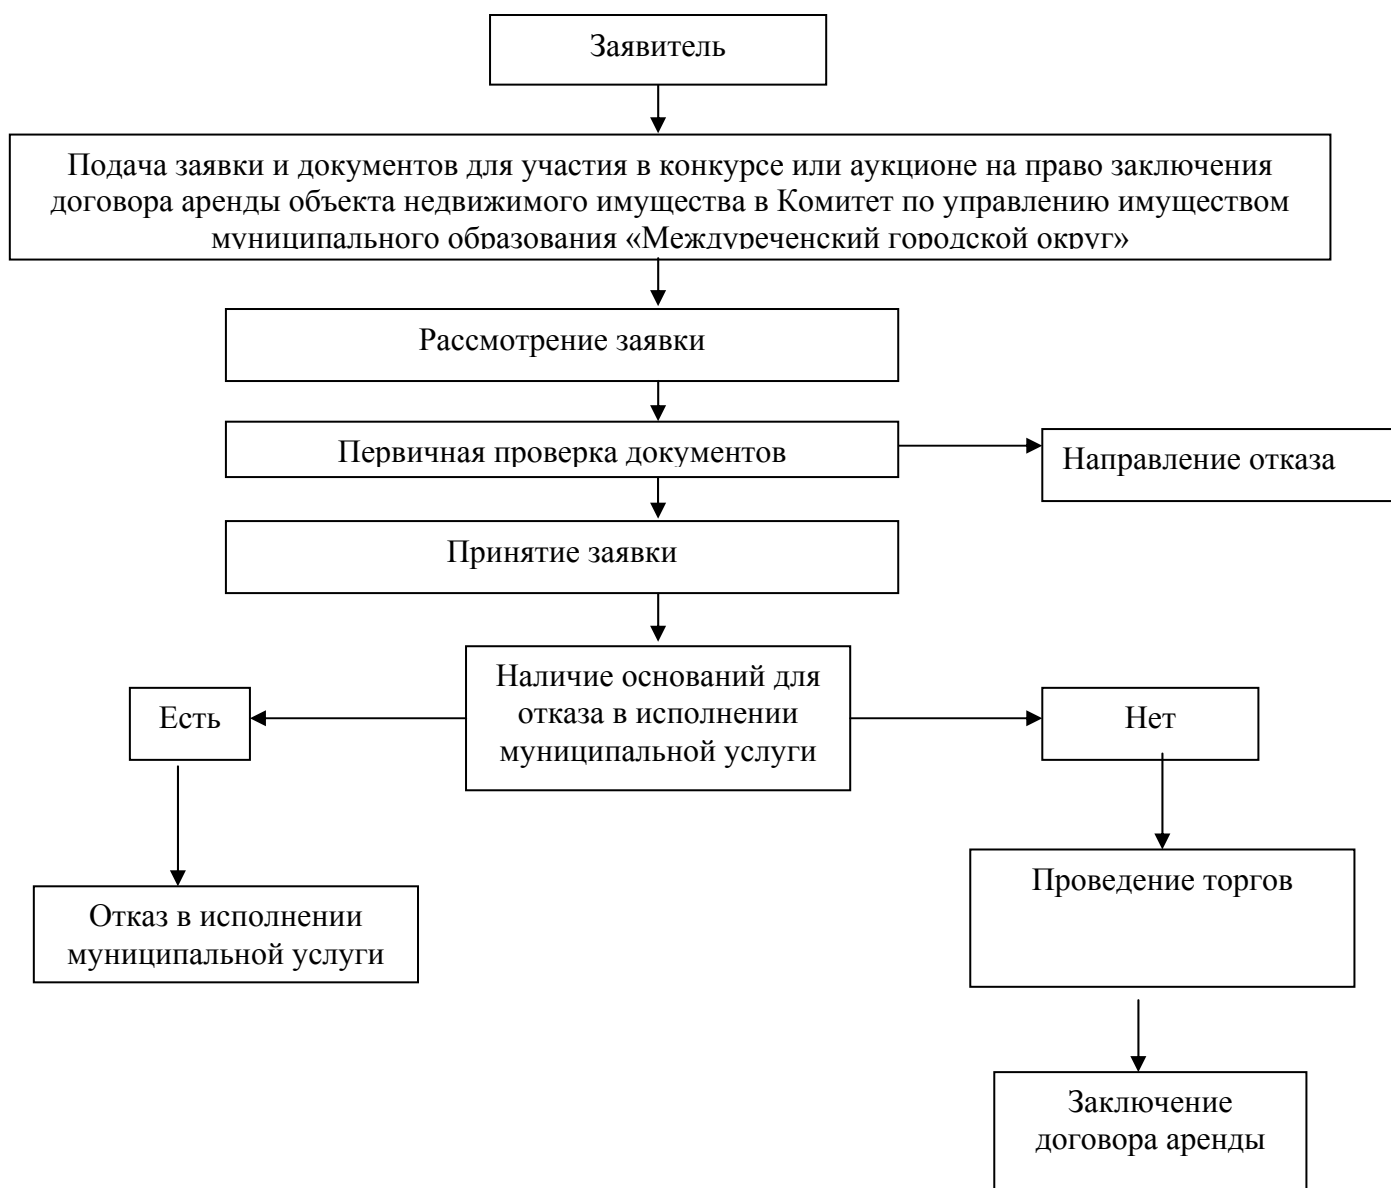 Заявитель
Подача заявки и документов для участия в конкурсе или аукционе на право заключения
договора аренды объекта недвижимого имущества в Комитет по управлению имуществом
муниципального образования «Междуреченский городской округ»
Рассмотрение заявки
Первичная проверка документов
Направление отказа
Принятие заявки
Наличие оснований для
отказа в исполнении
муниципальной услуги
Есть
Нет
Отказ в исполнении
муниципальной услуги
Проведение торгов
Заключение
договора аренды